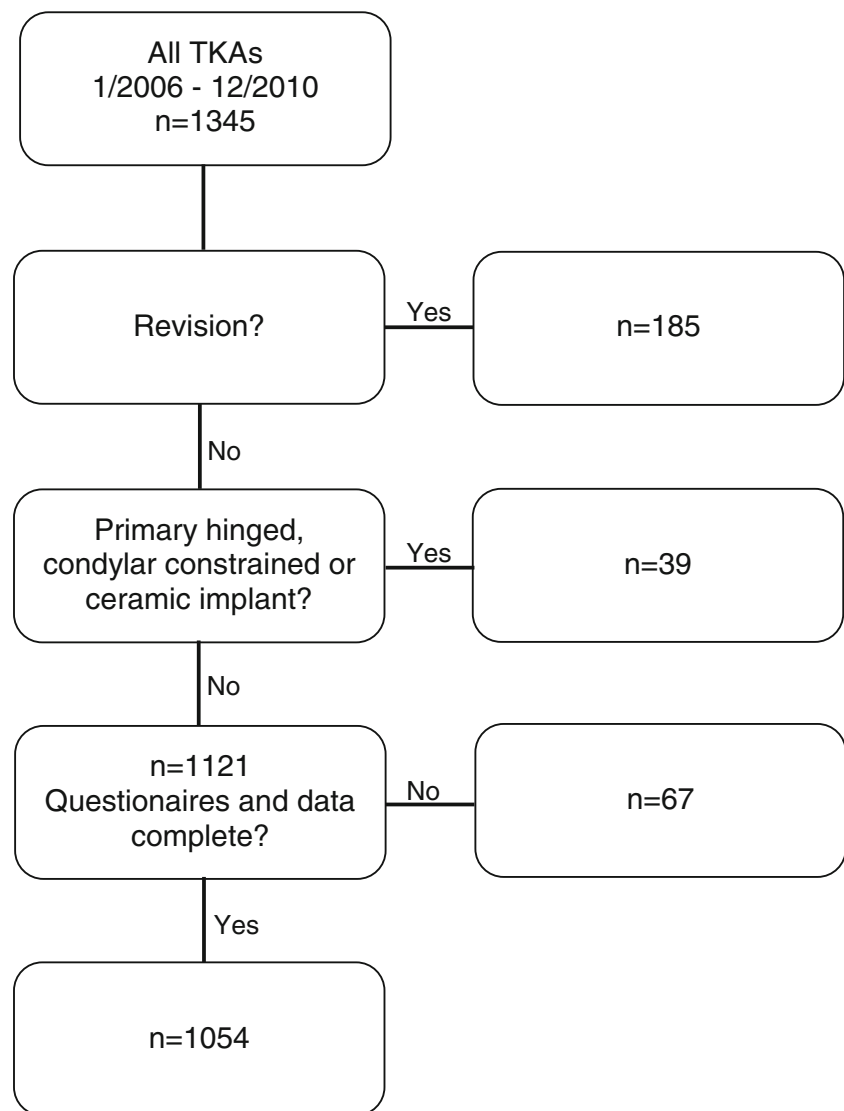 All TKAs
1/2006 - 12/2010
n=1345
Revision?
Yes
n=185
No
Primary hinged,
condylar constrained or
ceramic implant?
Yes
n=39
No
n=1121
Questionaires and data
complete?
No
n=67
Yes
n=1054